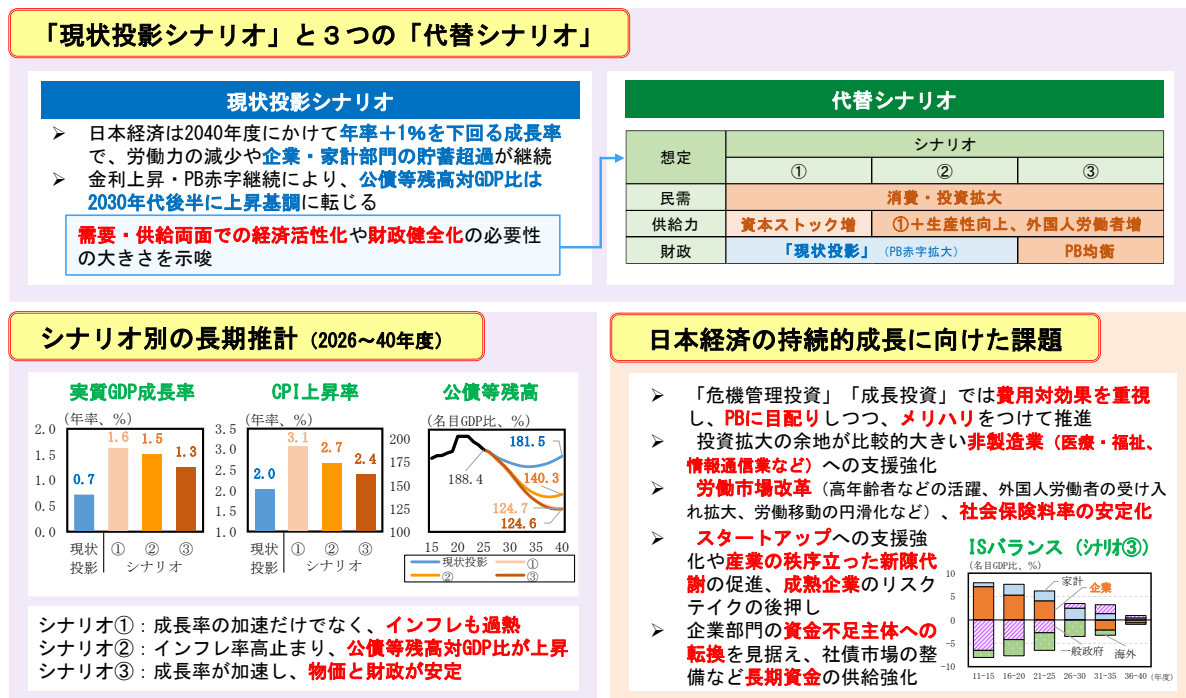 「現状投影シナリオ」と３つの「代替シナリオ」
現状投影シナリオ
➢ 日本経済は2040年度にかけて年率＋1％を下回る成長率
で、労働力の減少や企業・家計部門の貯蓄超過が継続
➢ 金利上昇・PB赤字継続により、公債等残高対GDP比は
2030年代後半に上昇基調に転じる
需要・供給両面での経済活性化や財政健全化の必要性
の大きさを示唆
代替シナリオ
想定 シナリオ
① ② ③
民需 消費・投資拡大
供給力 資本ストック増 ①＋生産性向上、外国人労働者増
財政 「現状投影」（PB赤字拡大） PB均衡
シナリオ別の長期推計（2026～40年度）
実質GDP成長率
(年率、%)
2.0
1.5
1.0
0.5
0.0
0.7
1.6
1.5
1.3
現状
投影
① ② ③
シナリオ
CPI上昇率
(年率、%)
3.5
3.0
2.5
2.0
1.5
1.0
2.0
3.1
2.7
2.4
現状
投影
① ② ③
シナリオ
公債等残高
(名目GDP比、%)
200
175
150
125
100
188.4
181.5
140.3
124.7
124.6
15 20 25 30 35 40
現状投影 ①
② ③
シナリオ①：成長率の加速だけでなく、インフレも過熱
シナリオ②：インフレ率高止まり、公債等残高対GDP比が上昇
シナリオ③：成長率が加速し、物価と財政が安定
日本経済の持続的成長に向けた課題
➢ 「危機管理投資」「成長投資」では費用対効果を重視
し、PBに目配りしつつ、メリハリをつけて推進
➢ 投資拡大の余地が比較的大きい非製造業（医療・福祉、
情報通信業など）への支援強化
➢ 労働市場改革（高年齢者などの活躍、外国人労働者の受け入
れ拡大、労働移動の円滑化など）、社会保険料率の安定化
➢ スタートアップへの支援強
化や産業の秩序立った新陳代
謝の促進、成熟企業のリスク
テイクの後押し
➢ 企業部門の資金不足主体への
転換を見据え、社債市場の整
備など長期資金の供給強化
ISバランス（シナリオ③）
(名目GDP比、%)
10
5
0
−5
−10
家計
企業
一般政府
海外
11-15 16-20 21-25 26-30 31-35 36-40 (年度)